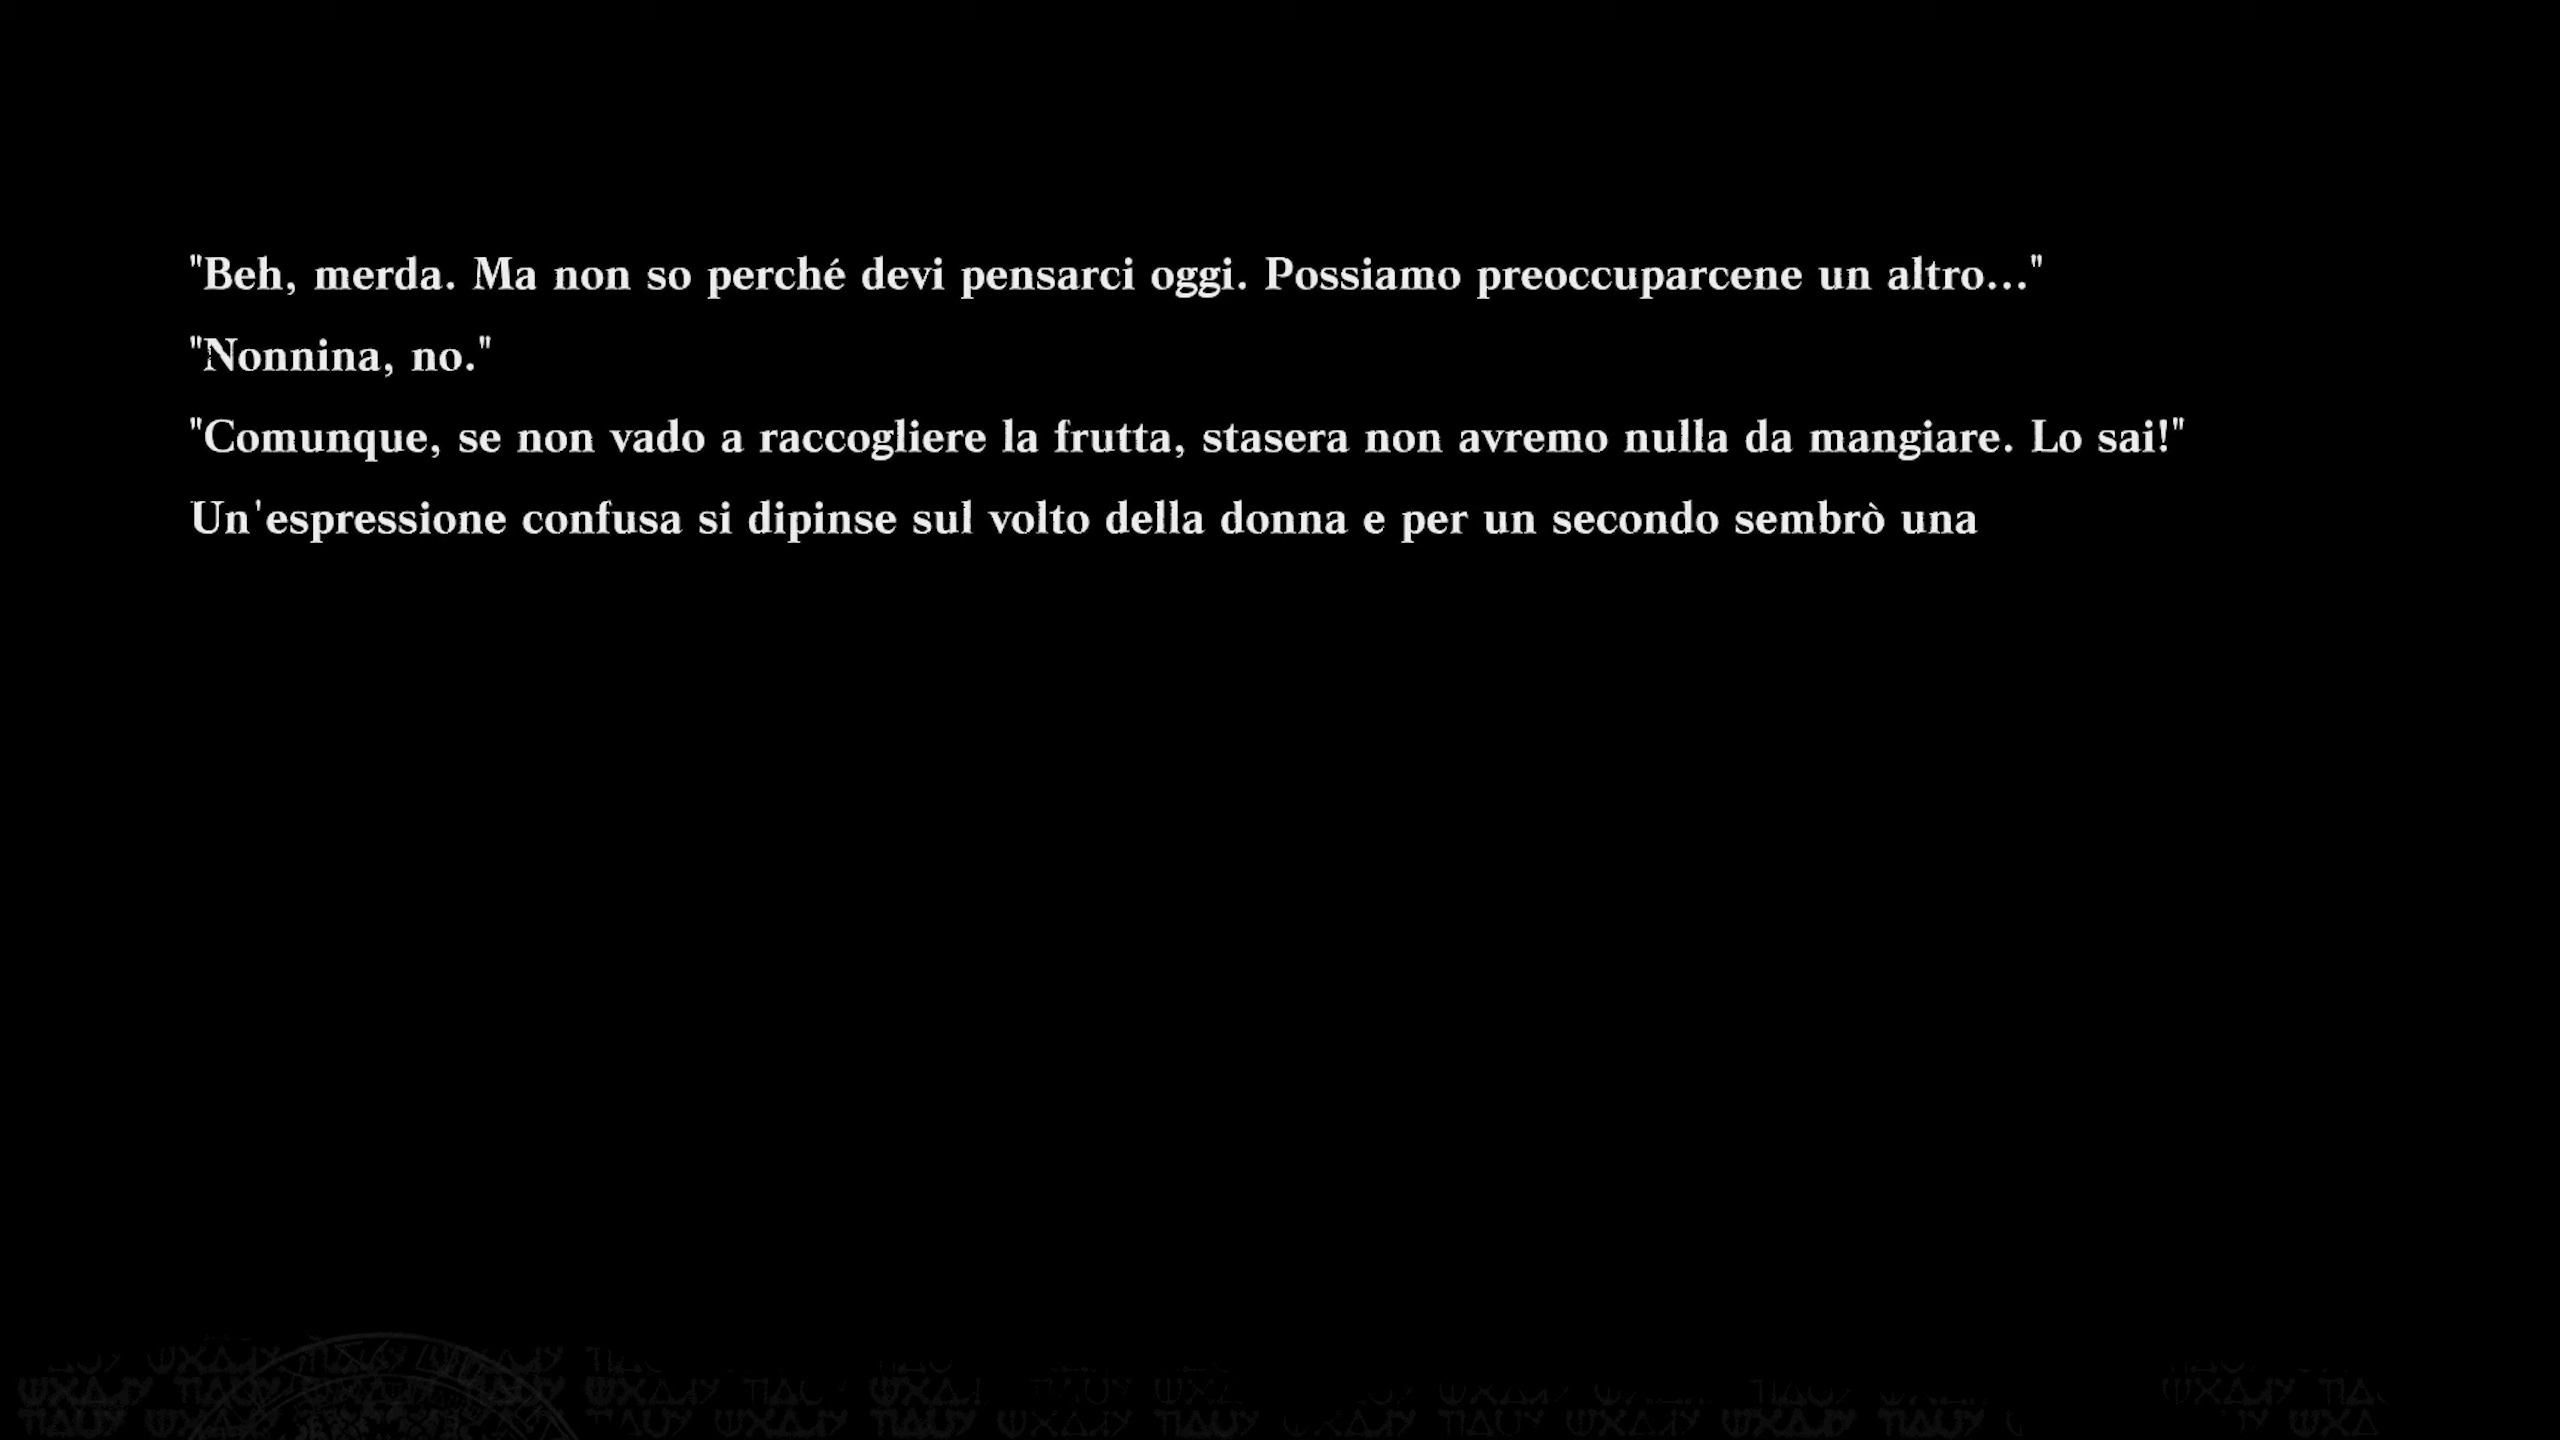 "Beh, merda. Ma non so perché devi pensarci oggi. Possiamo preoccuparcene un altro..."
"Nonnina, no."
"Comunque, se non vado a raccogliere la frutta, stasera non avremo nulla da mangiare. Lo sai!"
Un'espressione confusa si dipinse sul volto della donna e per un secondo sembrò una